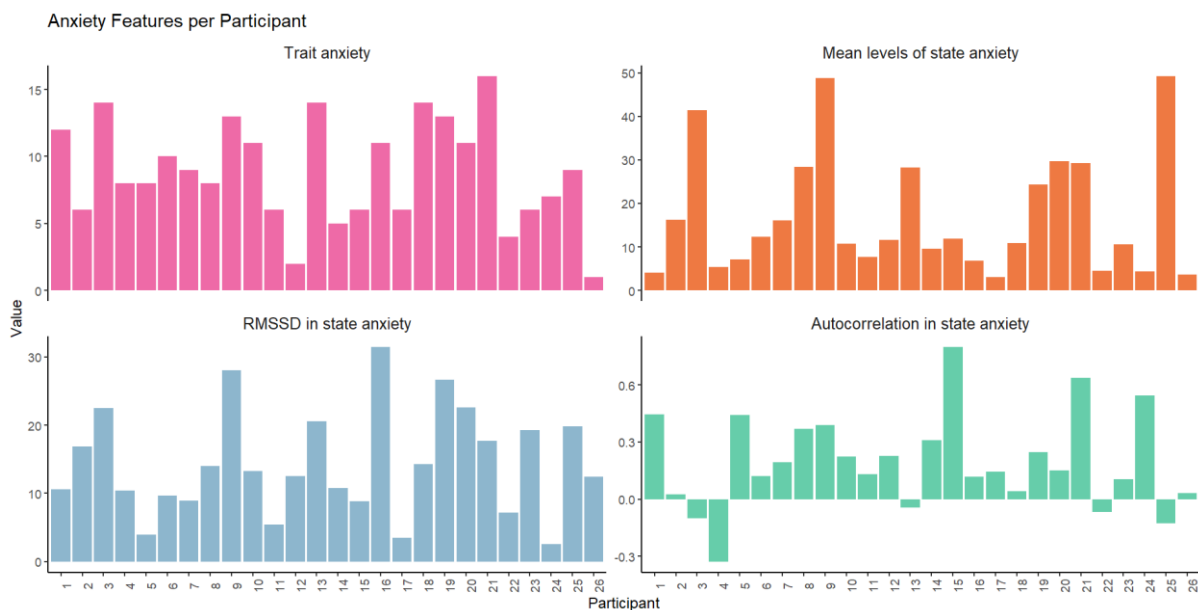 Anxiety Features per Participant
Trait anxiety
Mean levels of state anxiety
15
10
5
0
50
40
30
20
10
0
Value
RMSSD in state anxiety
Autocorrelation in state anxiety
30
20
10
0
0.6
0.3
0.0
-0.3
1 2 3 4 5 6 7 8 9 10 11 12 13 14 15 16 17 18 19 20 21 22 23 24 25 26
1 2 3 4 5 6 7 8 9 10 11 12 13 14 15 16 17 18 19 20 21 22 23 24 25 26
Participant